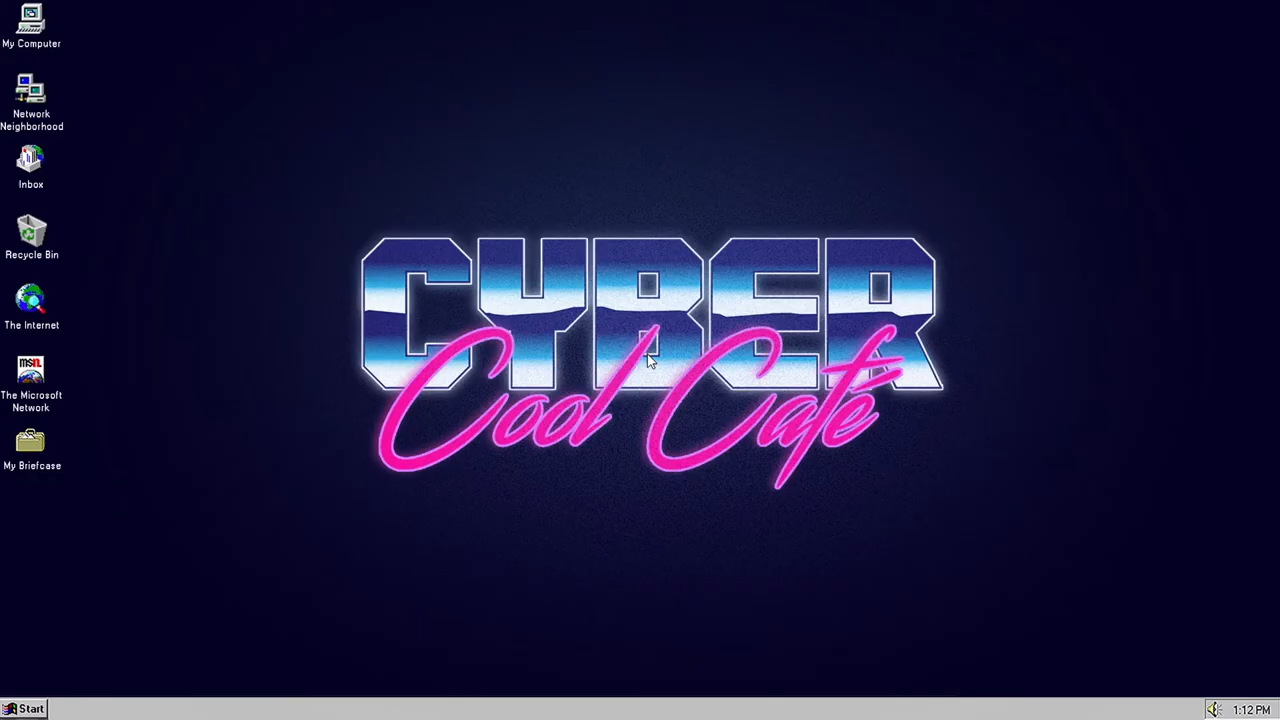 My Computer
Network
Neighborhood
Inbox
Recycle Bin
The Internet
msn
The Microsoft
Network
My Briefcase
CYBER
Cool Café
Start
1:12 PM